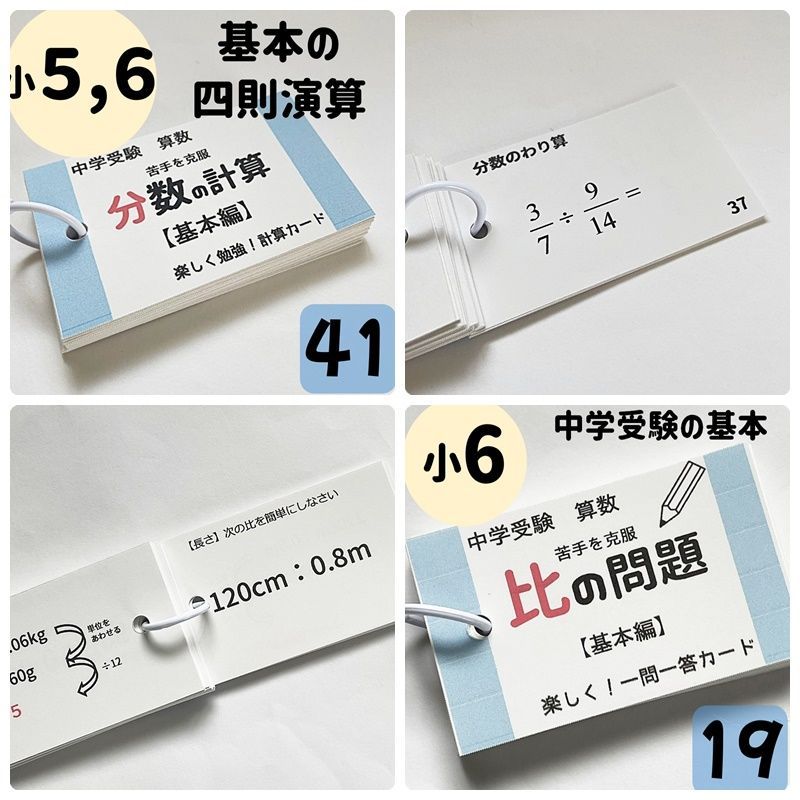 小5,6
基本の
四則演算
中学受験 算数
苦手を克服
分数の計算
【基本編】
楽しく勉強！計算カード
41
分数のわり算
3/7 ÷ 9/14 =
37
【長さ】次の比を簡単にしなさい
120cm：0.8m
06kg
60g
5
単位を
あわせる
÷12
小6
中学受験の基本
中学受験 算数
苦手を克服
比の問題
【基本編】
楽しく！一問一答カード
19